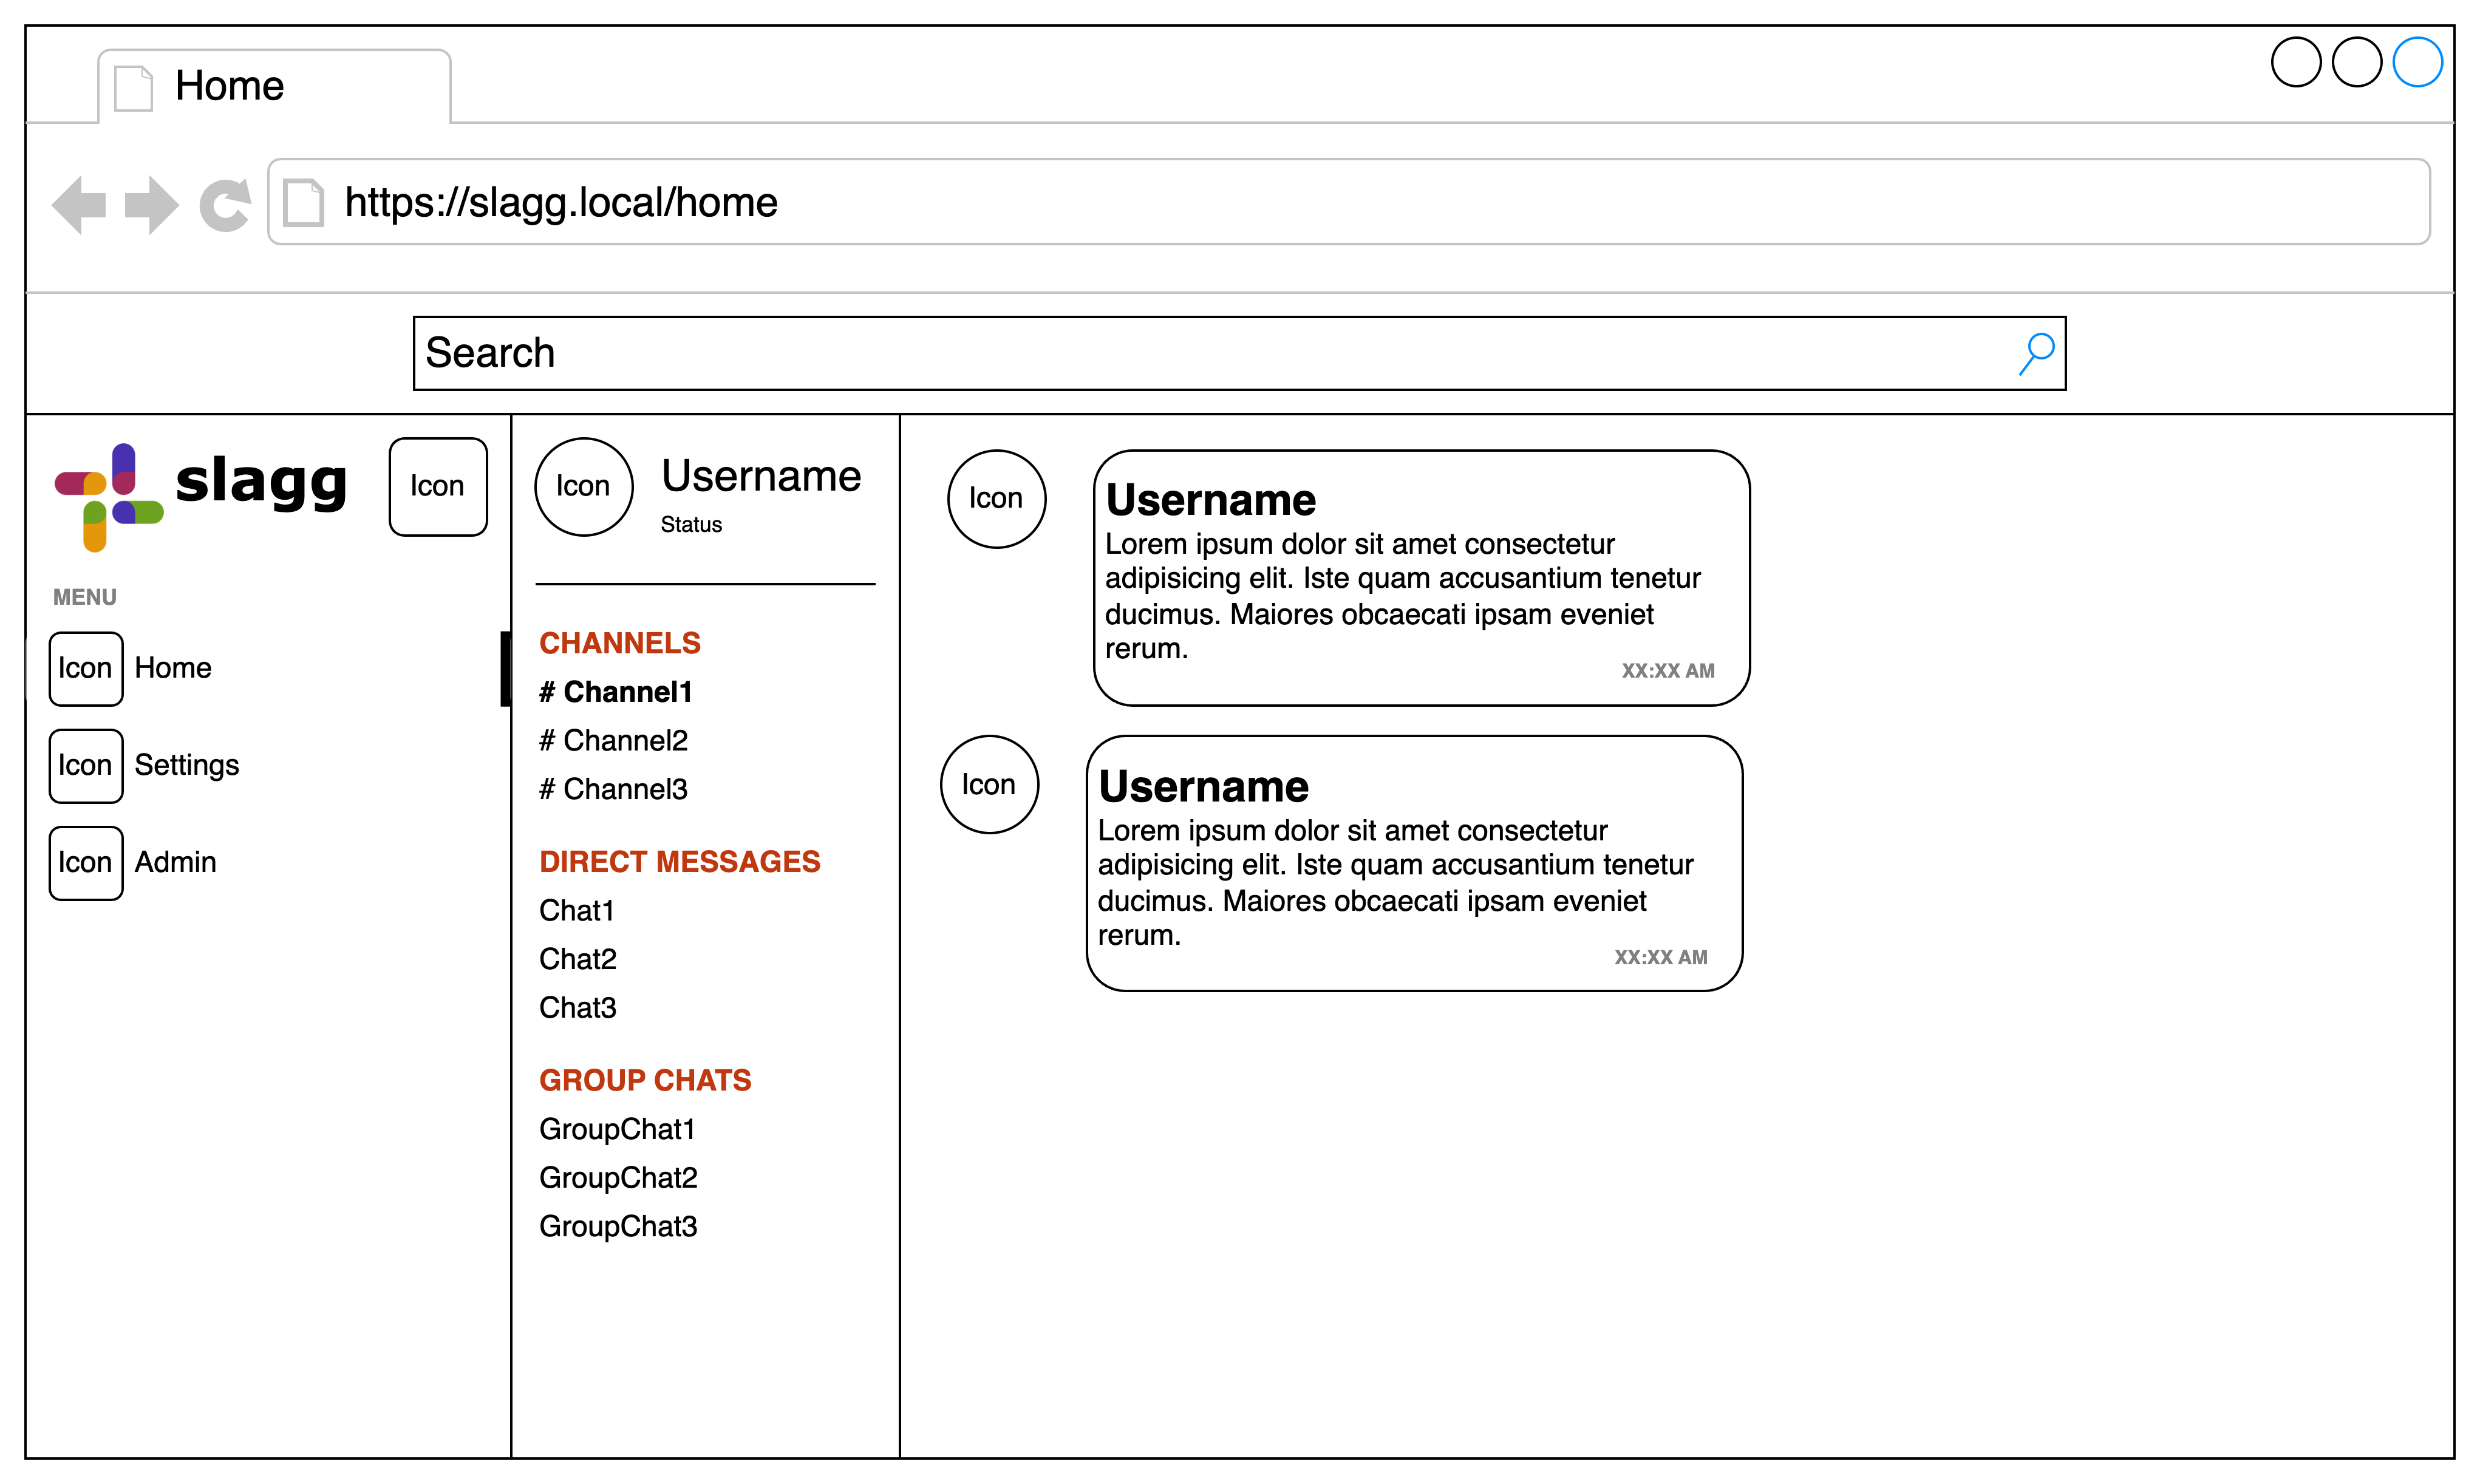 Home
https://slagg.local/home
Search
slagg
Icon
MENU
Icon Home
Icon Settings
Icon Admin
Icon
Username
Status
CHANNELS
# Channel1
# Channel2
# Channel3
DIRECT MESSAGES
Chat1
Chat2
Chat3
GROUP CHATS
GroupChat1
GroupChat2
GroupChat3
Icon
Username
Lorem ipsum dolor sit amet consectetur
adipisicing elit. Iste quam accusantium tenetur
ducimus. Maiores obcaecati ipsam eveniet
rerum.
XX:XX AM
Icon
Username
Lorem ipsum dolor sit amet consectetur
adipisicing elit. Iste quam accusantium tenetur
ducimus. Maiores obcaecati ipsam eveniet
rerum.
XX:XX AM